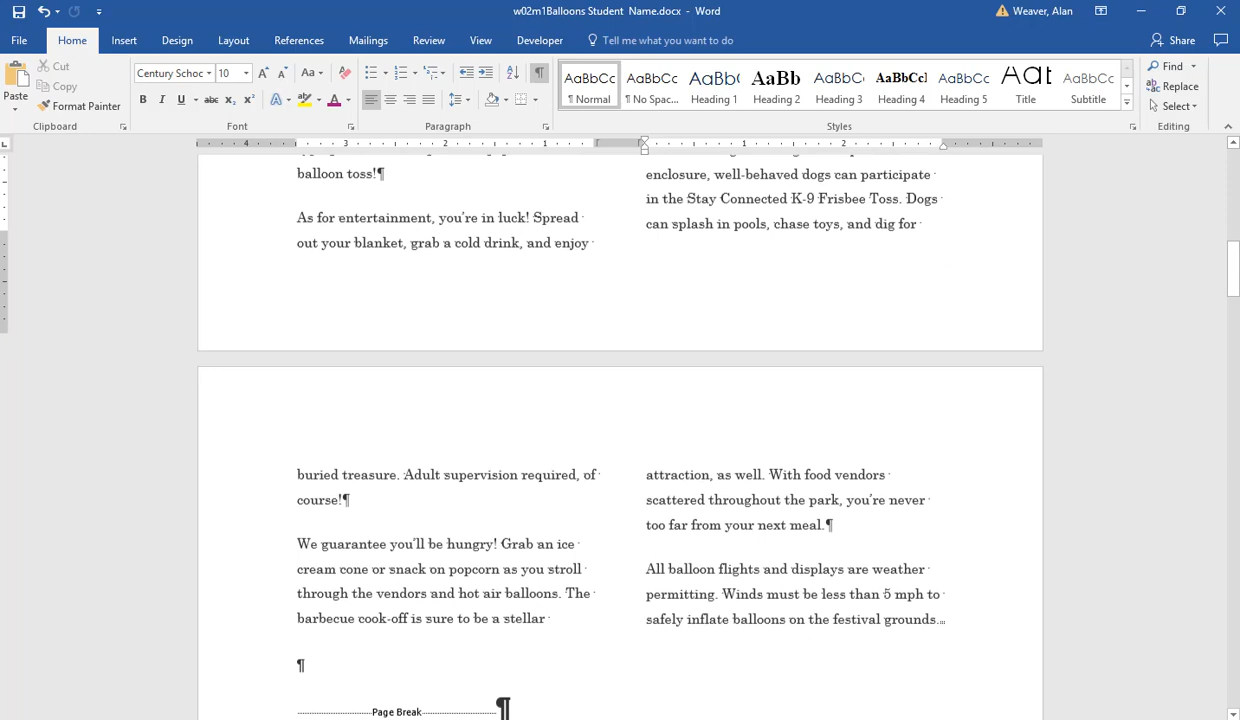 w02m1Balloons Student Name.docx - Word
Weaver, Alan
File Home Insert Design Layout References Mailings Review View Developer Tell me what you want to do Share
Paste
Cut
Copy
Format Painter
Clipboard
Century Schoc 10
Font
Paragraph
AaBbCc AaBbCc AaBb( AaBb AaBbC AaBbCcI AaBbCc Aat AaBbCc
¶ Normal ¶ No Spac... Heading 1 Heading 2 Heading 3 Heading 4 Heading 5 Title Subtitle
Styles
Find
Replace
Select
Editing
4 3 2 1 1 2
balloon toss!¶
As for entertainment, you're in luck! Spread
out your blanket, grab a cold drink, and enjoy
enclosure, well-behaved dogs can participate
in the Stay Connected K-9 Frisbee Toss. Dogs
can splash in pools, chase toys, and dig for
buried treasure. Adult supervision required, of
course!¶
We guarantee you'll be hungry! Grab an ice
cream cone or snack on popcorn as you stroll
through the vendors and hot air balloons. The
barbecue cook-off is sure to be a stellar
attraction, as well. With food vendors
scattered throughout the park, you're never
too far from your next meal.¶
All balloon flights and displays are weather
permitting. Winds must be less than 5 mph to
safely inflate balloons on the festival grounds.
¶
Page Break ¶